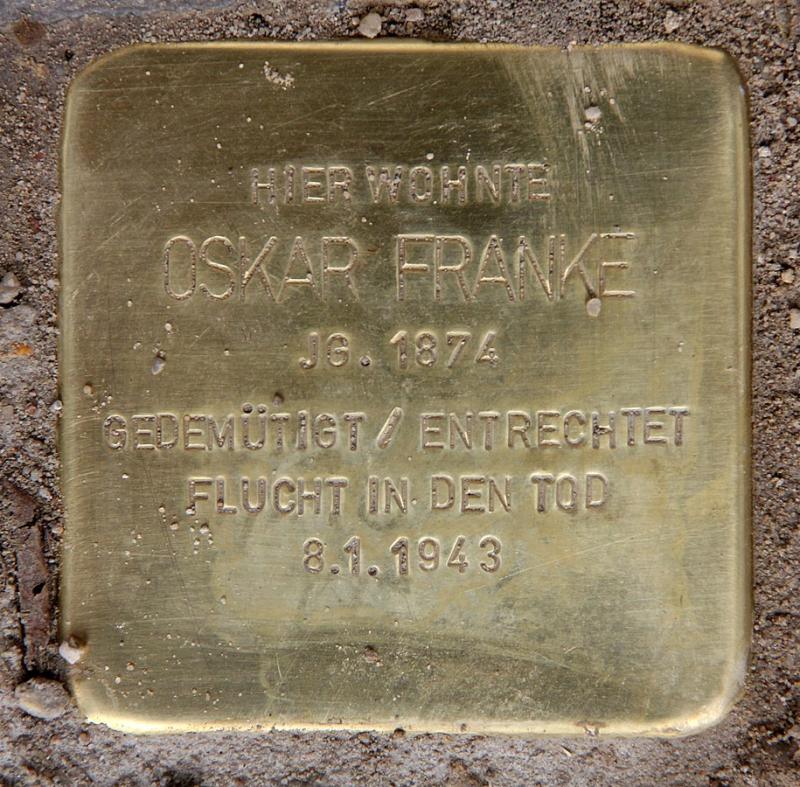 HIER WOHNTE
OSKAR FRANKE
JG. 1874
GEDEMÜTIGT / ENTRECHTET
FLUCHT IN DEN TOD
8.1.1943